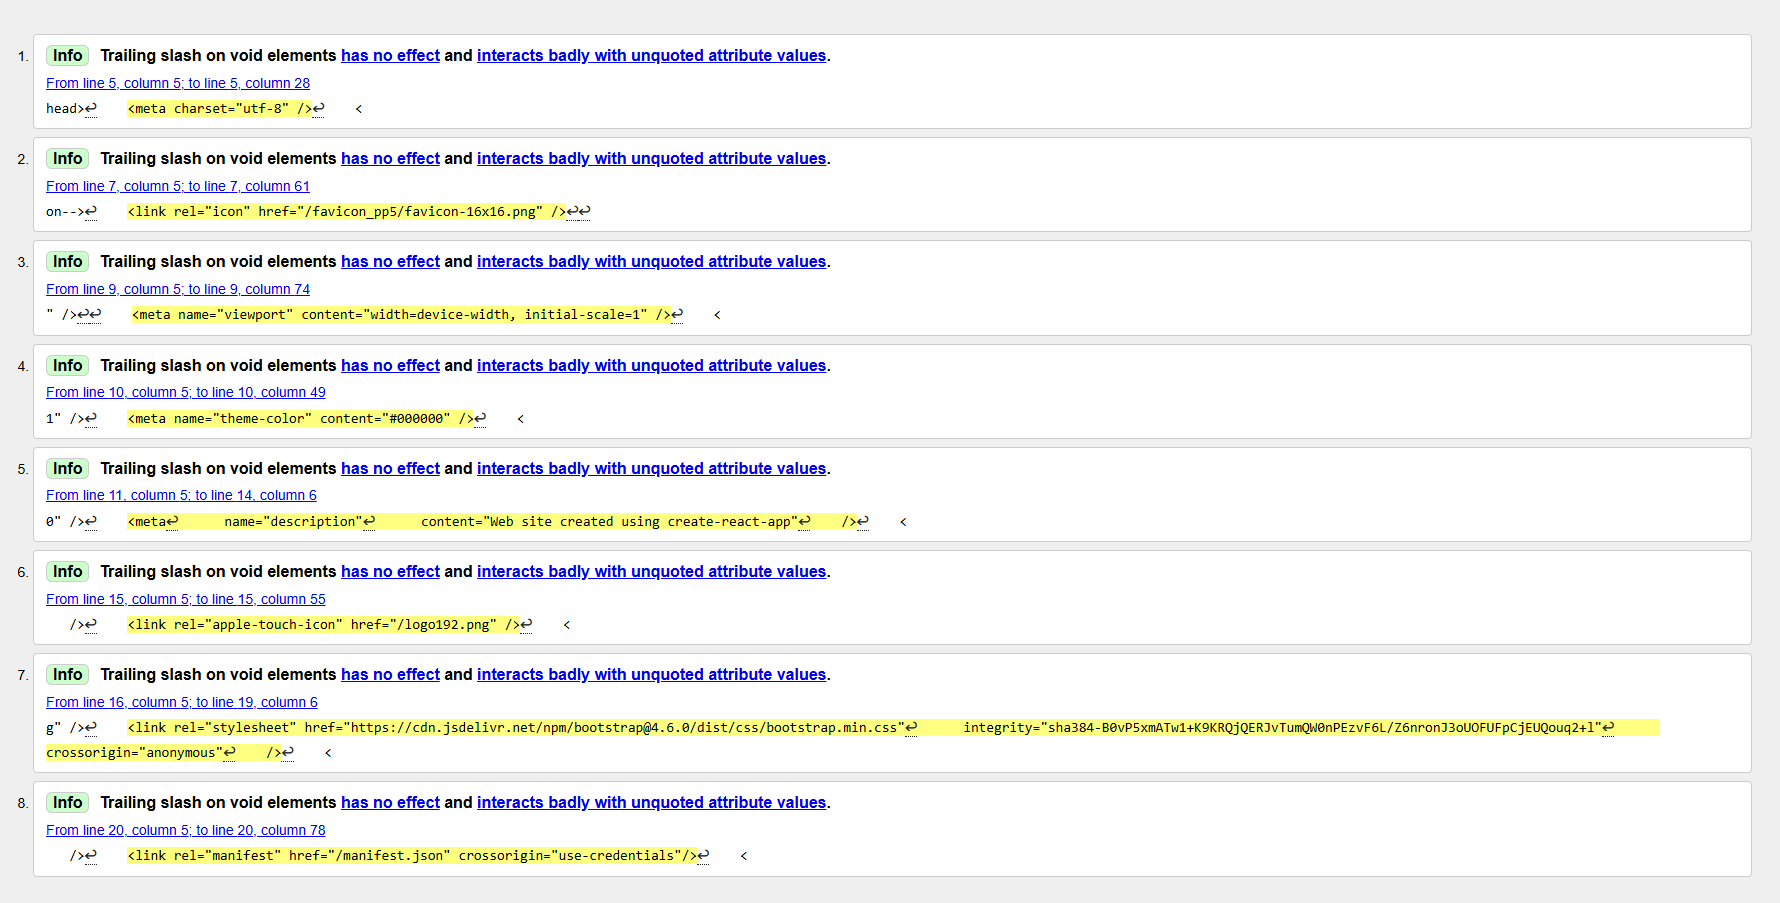 1. Info Trailing slash on void elements has no effect and interacts badly with unquoted attribute values.
From line 5, column 5; to line 5, column 28
head>↩    <meta charset="utf-8" />↩    <
2. Info Trailing slash on void elements has no effect and interacts badly with unquoted attribute values.
From line 7, column 5; to line 7, column 61
on-->↩    <link rel="icon" href="/favicon_pp5/favicon-16x16.png" />↩↩
3. Info Trailing slash on void elements has no effect and interacts badly with unquoted attribute values.
From line 9, column 5; to line 9, column 74
" />↩↩    <meta name="viewport" content="width=device-width, initial-scale=1" />↩    <
4. Info Trailing slash on void elements has no effect and interacts badly with unquoted attribute values.
From line 10, column 5; to line 10, column 49
1" />↩    <meta name="theme-color" content="#000000" />↩    <
5. Info Trailing slash on void elements has no effect and interacts badly with unquoted attribute values.
From line 11, column 5; to line 14, column 6
0" />↩    <meta↩      name="description"↩      content="Web site created using create-react-app"↩    />↩    <
6. Info Trailing slash on void elements has no effect and interacts badly with unquoted attribute values.
From line 15, column 5; to line 15, column 55
/>↩    <link rel="apple-touch-icon" href="/logo192.png" />↩    <
7. Info Trailing slash on void elements has no effect and interacts badly with unquoted attribute values.
From line 16, column 5; to line 19, column 6
g" />↩    <link rel="stylesheet" href="https://cdn.jsdelivr.net/npm/bootstrap@4.6.0/dist/css/bootstrap.min.css"↩      integrity="sha384-B0vP5xmATw1+K9KRQjQERJvTumQW0nPEzvF6L/Z6nronJ3oUOFUFpCjEUQouq2+l"↩
crossorigin="anonymous"↩    />↩    <
8. Info Trailing slash on void elements has no effect and interacts badly with unquoted attribute values.
From line 20, column 5; to line 20, column 78
/>↩    <link rel="manifest" href="/manifest.json" crossorigin="use-credentials"/>↩    <